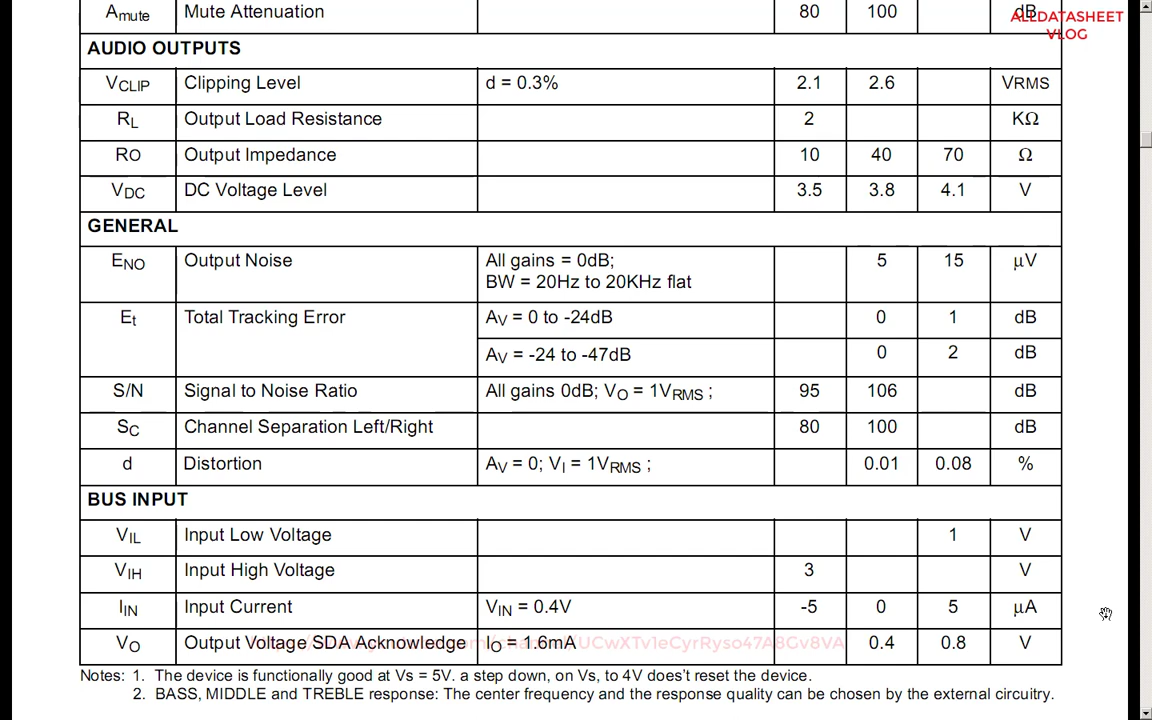 Amute Mute Attenuation 80 100 dB
ALLDATASHEET
VLOG
AUDIO OUTPUTS
VCLIP Clipping Level d = 0.3% 2.1 2.6 VRMS
RL Output Load Resistance 2 KΩ
RO Output Impedance 10 40 70 Ω
VDC DC Voltage Level 3.5 3.8 4.1 V
GENERAL
ENO Output Noise All gains = 0dB; 5 15 μV
BW = 20Hz to 20KHz flat
Et Total Tracking Error AV = 0 to -24dB 0 1 dB
AV = -24 to -47dB 0 2 dB
S/N Signal to Noise Ratio All gains 0dB; VO = 1VRMS ; 95 106 dB
SC Channel Separation Left/Right 80 100 dB
d Distortion AV = 0; VI = 1VRMS ; 0.01 0.08 %
BUS INPUT
VIL Input Low Voltage 1 V
VIH Input High Voltage 3 V
IIN Input Current VIN = 0.4V -5 0 5 μA
VO Output Voltage SDA Acknowledge IO = 1.6mA 0.4 0.8 V
Notes: 1. The device is functionally good at Vs = 5V. a step down, on Vs, to 4V does't reset the device.
2. BASS, MIDDLE and TREBLE response: The center frequency and the response quality can be chosen by the external circuitry.